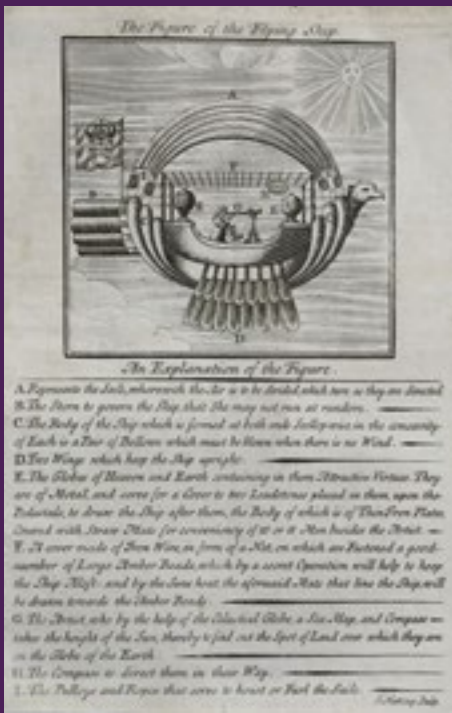 The Figure of the Flying Ship.
A
F
B
E
E
D
An Explanation of the Figure.
A. Represents the Sails, wherewith the Air is to be divided, which turn as they are directed.
B. The Stern to govern the Ship, that She may not run at random.
C. The Body of the Ship which is formed at both ends Scollop-wise in the concavity
of Each is a Pair of Bellows which must be blown when there is no Wind.
D. Two Wings which keep the Ship upright.
E. The Globes of Heaven and Earth containing in them Attractive Virtues. They
are of Metal, and serve for a Cover to two Loadstones placed in them, upon the
Pedestals, to draw the Ship after them, the Body of which is of Thin Iron Plates
Covered with Straw Mats for conveniency of 10 or 11 Men besides the Artist.
F. A cover made of Iron Wire, in form of a Net, on which are Fastened a good
number of Large Amber Beads, which by a secret Operation will help to keep
the Ship Aloft: and by the Suns heat the aforesaid Mats that line the Ship, will
be drawn towards the Amber Beads.
G. The Artist, who by the help of the Celestial Globe, a Sea Map, and Compass
takes the height of the Sun, thereby to find out the Spot of Land over which they are
on the Globe of the Earth.
H. The Compass to direct them in their Way.
I. The Pulleys and Ropes that serve to hoist or Furl the Sails.
Sculp.